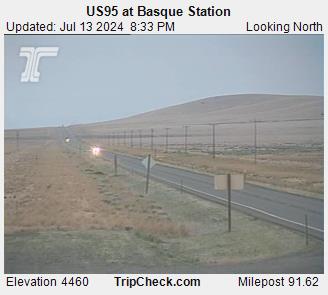 US95 at Basque Station
Updated: Jul 13 2024 8:33 PM Looking North
Elevation 4460 TripCheck.com Milepost 91.62